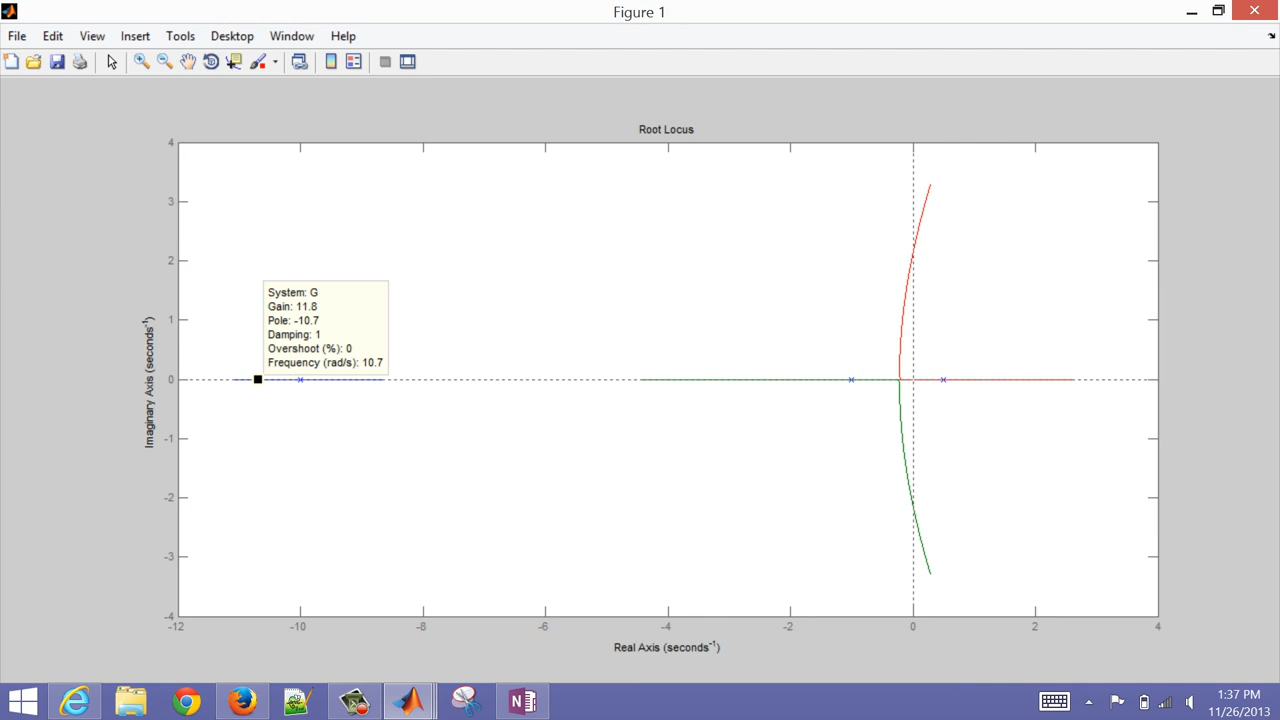 Figure 1
File Edit View Insert Tools Desktop Window Help
Root Locus
4
3
2
1
0
-1
-2
-3
-4
Imaginary Axis (seconds⁻¹)
System: G
Gain: 11.8
Pole: -10.7
Damping: 1
Overshoot (%): 0
Frequency (rad/s): 10.7
-12 -10 -8 -6 -4 -2 0 2 4
Real Axis (seconds⁻¹)
1:37 PM
11/26/2013